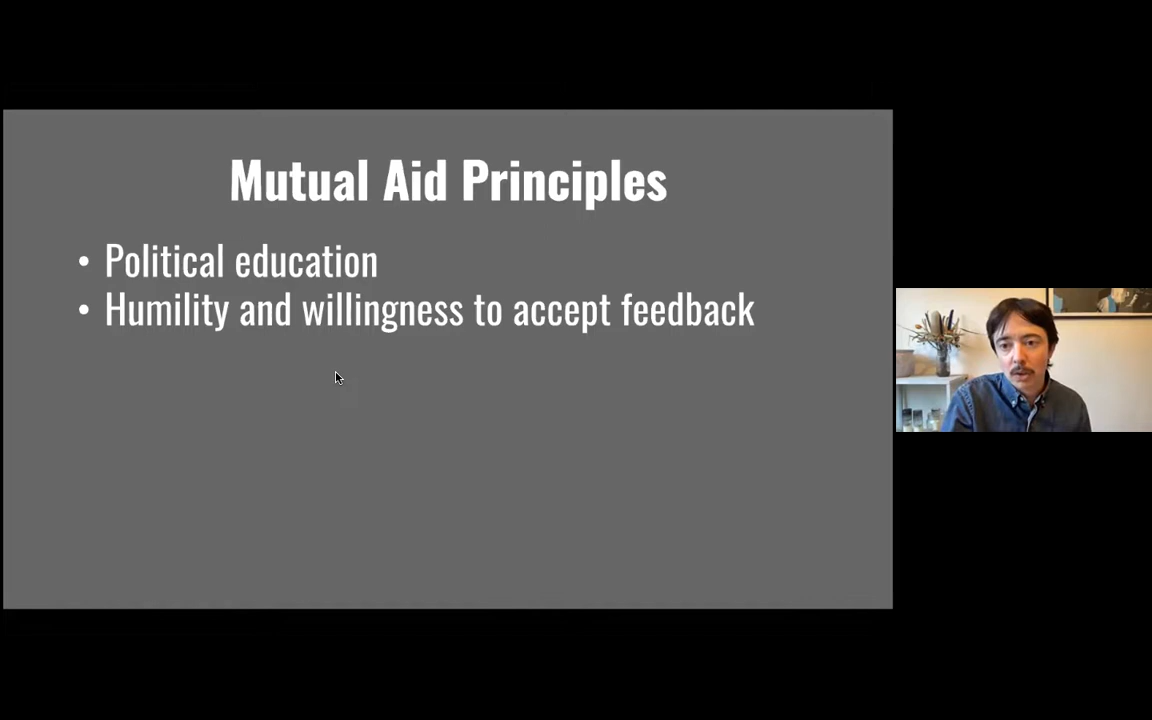 Mutual Aid Principles
• Political education
• Humility and willingness to accept feedback